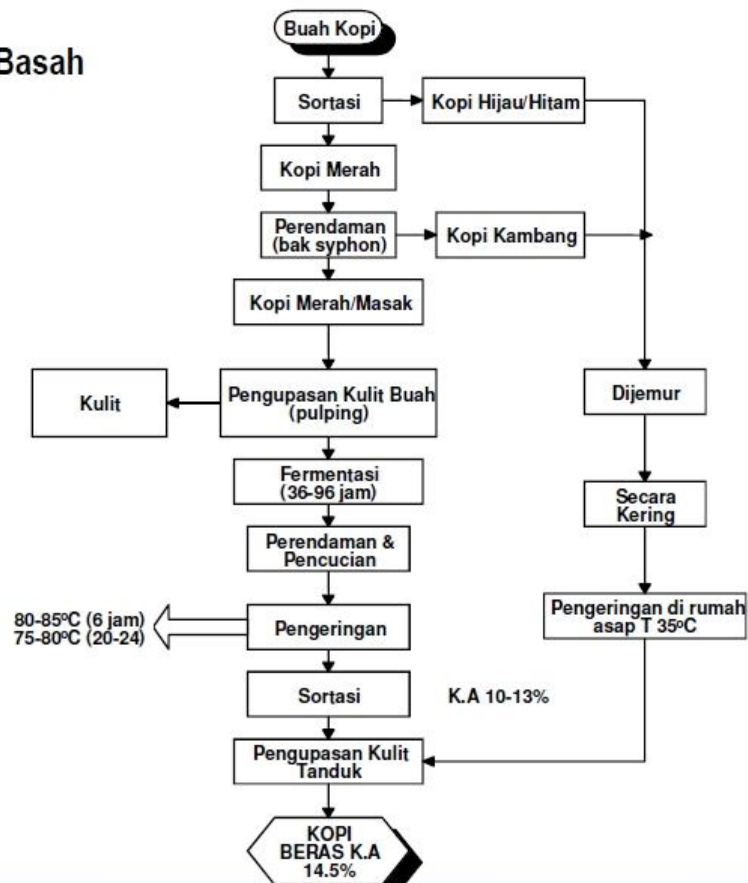 Basah
Buah Kopi
Sortasi
Kopi Hijau/Hitam
Kopi Merah
Perendaman
(bak syphon)
Kopi Kambang
Kopi Merah/Masak
Kulit
Pengupasan Kulit Buah
(pulping)
Dijemur
Fermentasi
(36-96 jam)
Secara
Kering
Perendaman &
Pencucian
80-85ºC (6 jam)
75-80ºC (20-24)
Pengeringan
Pengeringan di rumah
asap T 35ºC
Sortasi
K.A 10-13%
Pengupasan Kulit
Tanduk
KOPI
BERAS K.A
14.5%